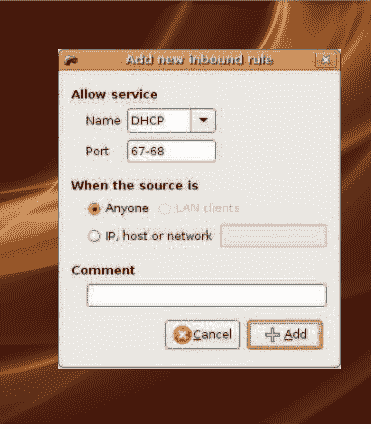 Add new inbound rule
Allow service
Name DHCP
Port 67-68
When the source is
Anyone LAN clients
IP, host or network
Comment
Cancel Add